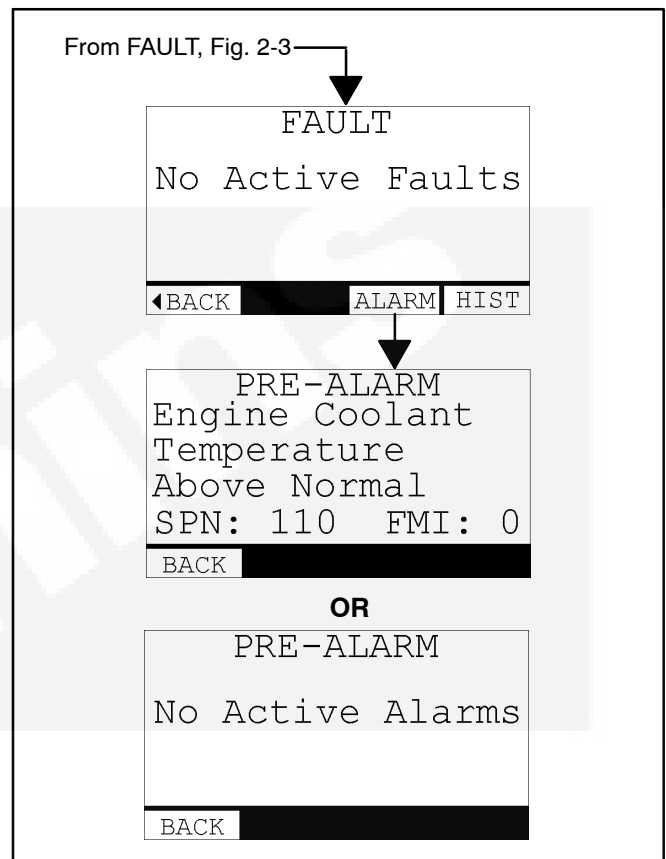 From FAULT, Fig. 2-3
FAULT
No Active Faults
◀BACK ALARM HIST
PRE-ALARM
Engine Coolant
Temperature
Above Normal
SPN: 110 FMI: 0
BACK
OR
PRE-ALARM
No Active Alarms
BACK